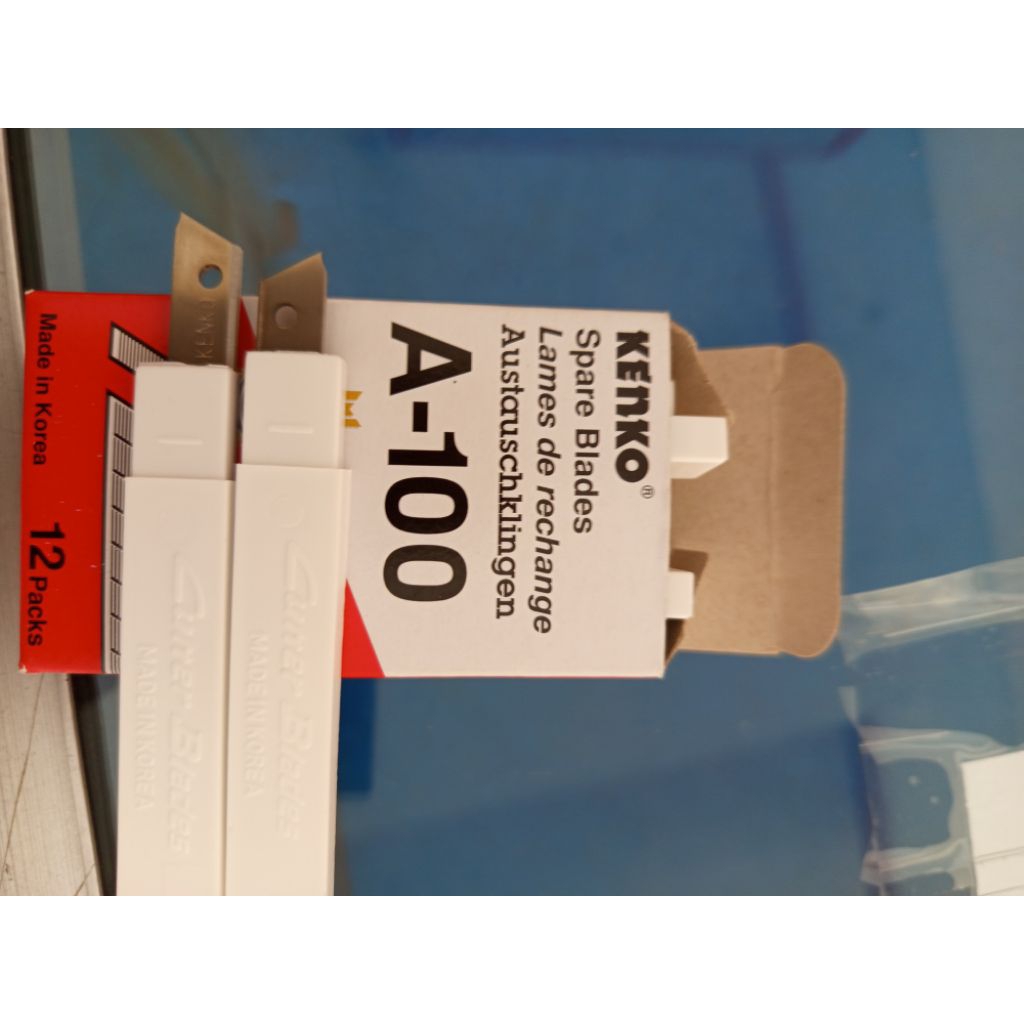 KENKO®
Spare Blades
Lames de rechange
Austauschklingen
A-100
Made in Korea
12 Packs
KENKO
Cutter Blades
MADE IN KOREA
Cutter Blades
MADE IN KOREA